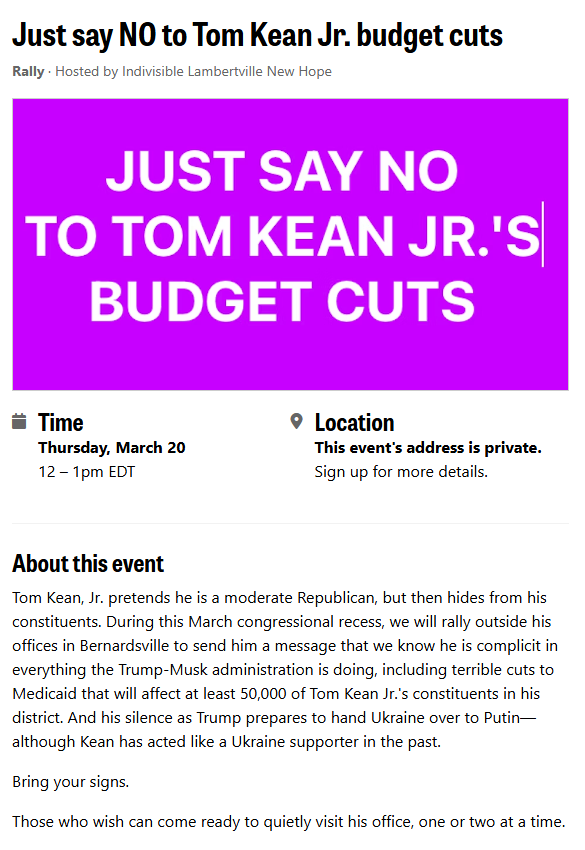 Just say NO to Tom Kean Jr. budget cuts
Rally · Hosted by Indivisible Lambertville New Hope
JUST SAY NO
TO TOM KEAN JR.'S
BUDGET CUTS
Time
Thursday, March 20
12 – 1pm EDT
Location
This event's address is private.
Sign up for more details.
About this event
Tom Kean, Jr. pretends he is a moderate Republican, but then hides from his
constituents. During this March congressional recess, we will rally outside his
offices in Bernardsville to send him a message that we know he is complicit in
everything the Trump-Musk administration is doing, including terrible cuts to
Medicaid that will affect at least 50,000 of Tom Kean Jr.'s constituents in his
district. And his silence as Trump prepares to hand Ukraine over to Putin—
although Kean has acted like a Ukraine supporter in the past.
Bring your signs.
Those who wish can come ready to quietly visit his office, one or two at a time.